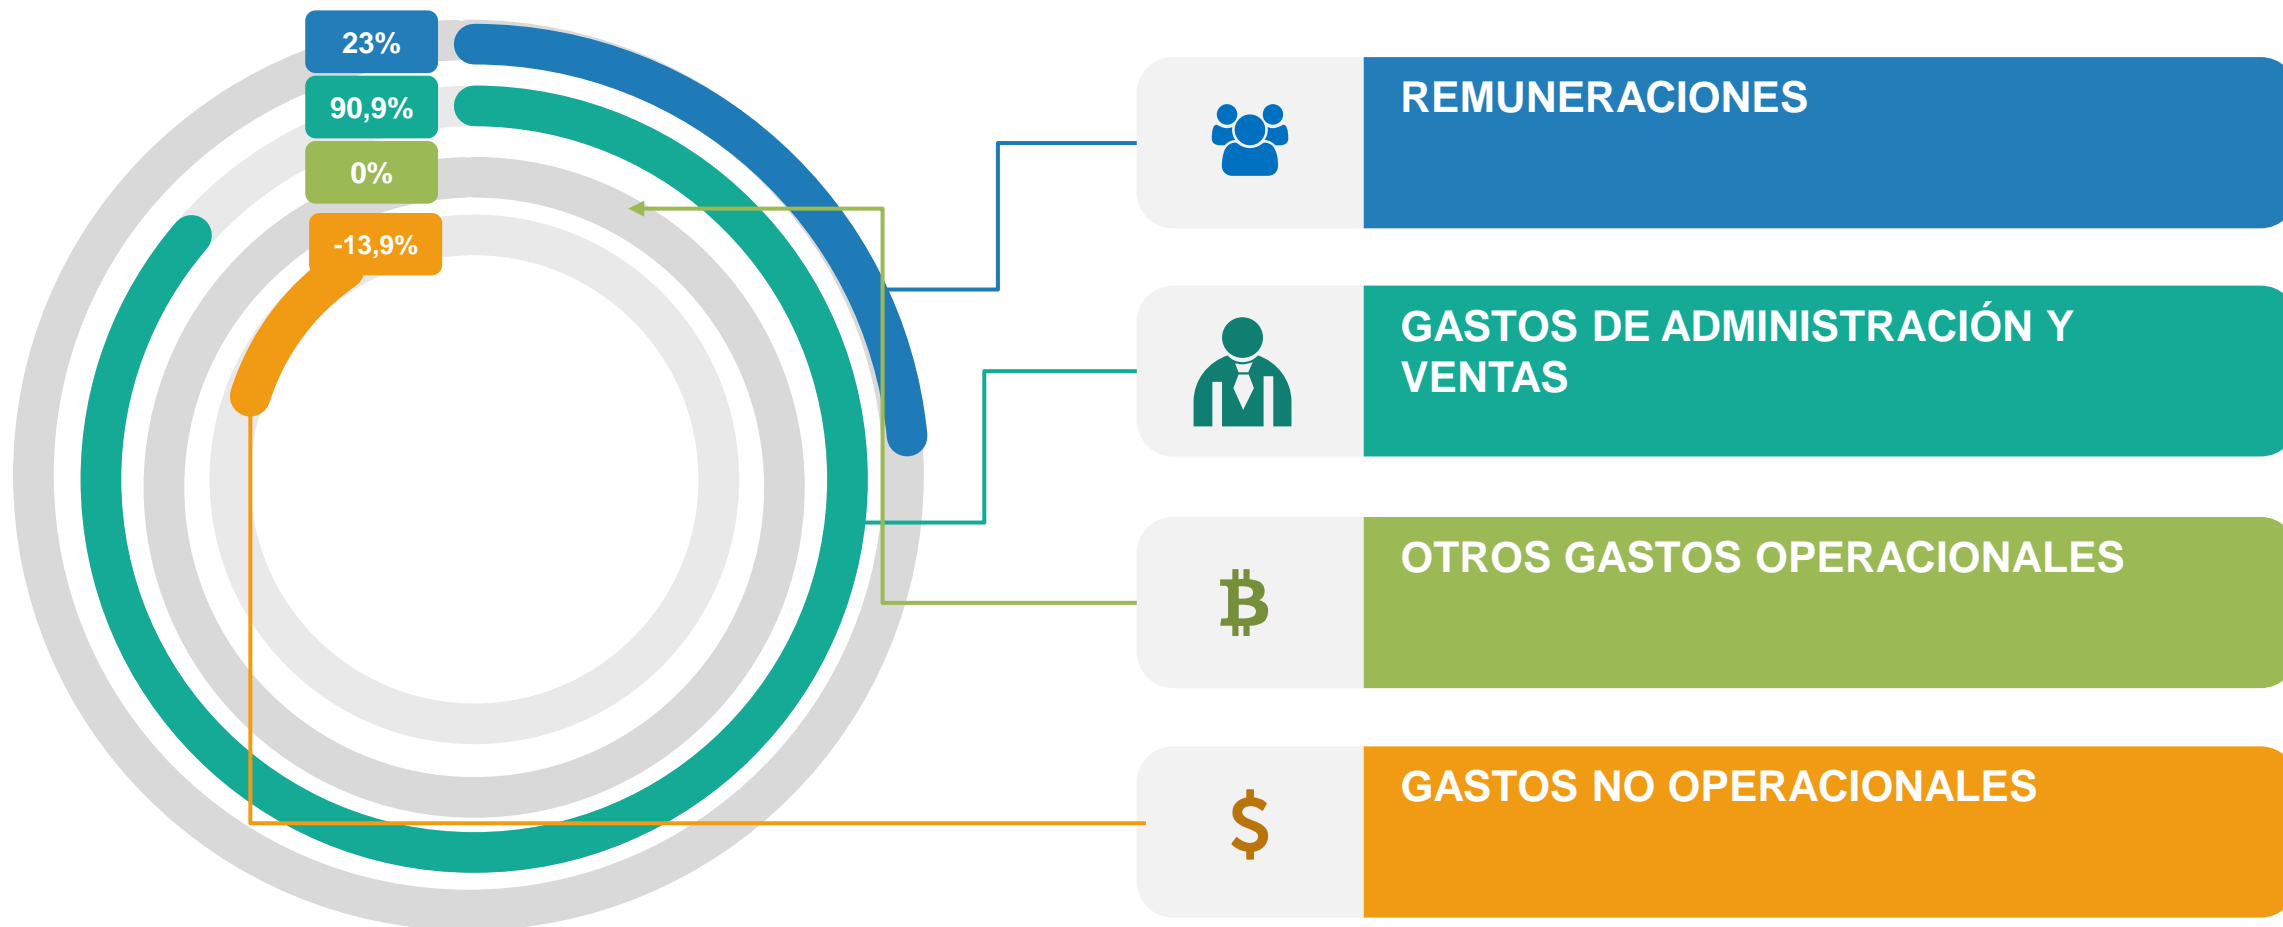 23%
90,9%
0%
-13,9%
REMUNERACIONES
GASTOS DE ADMINISTRACIÓN Y
VENTAS
OTROS GASTOS OPERACIONALES
GASTOS NO OPERACIONALES